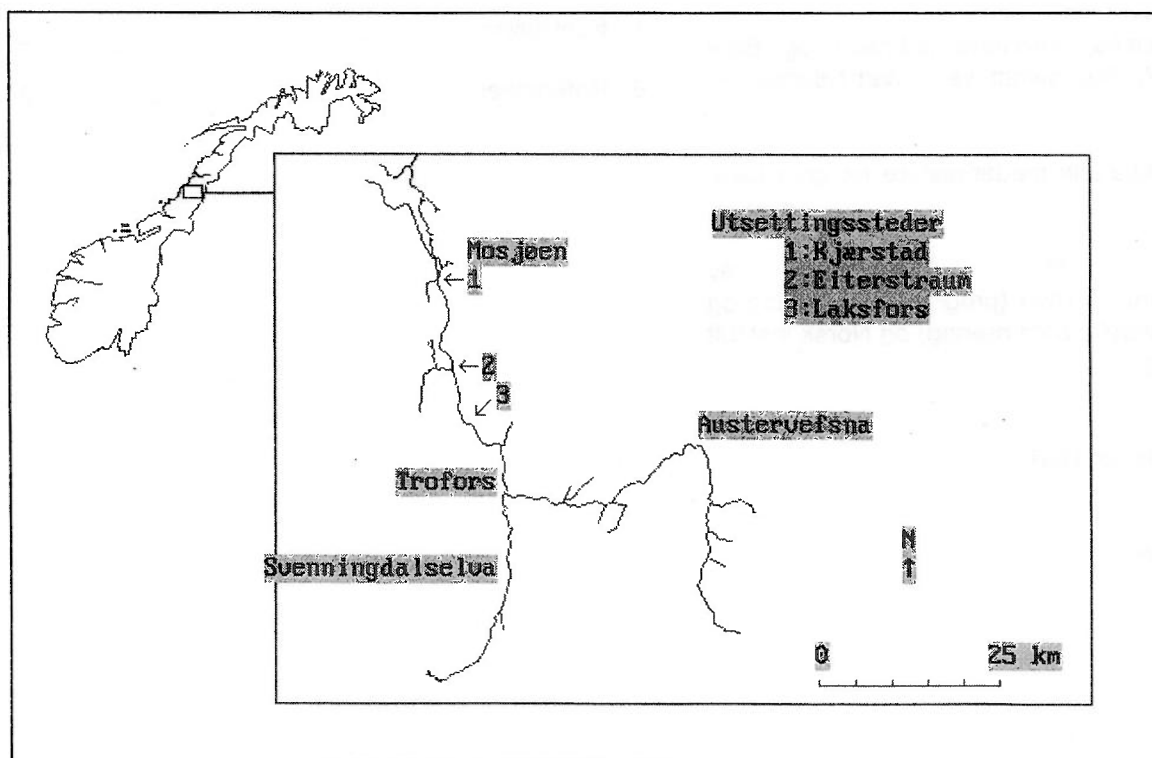 Utsettingssteder
Mosjøen
1:Kjærstad
1
2:Eiterstraum
3:Laksfors
2
3
Austervefsna
Trofors
N
↑
Svenningdalselva
0 25 km